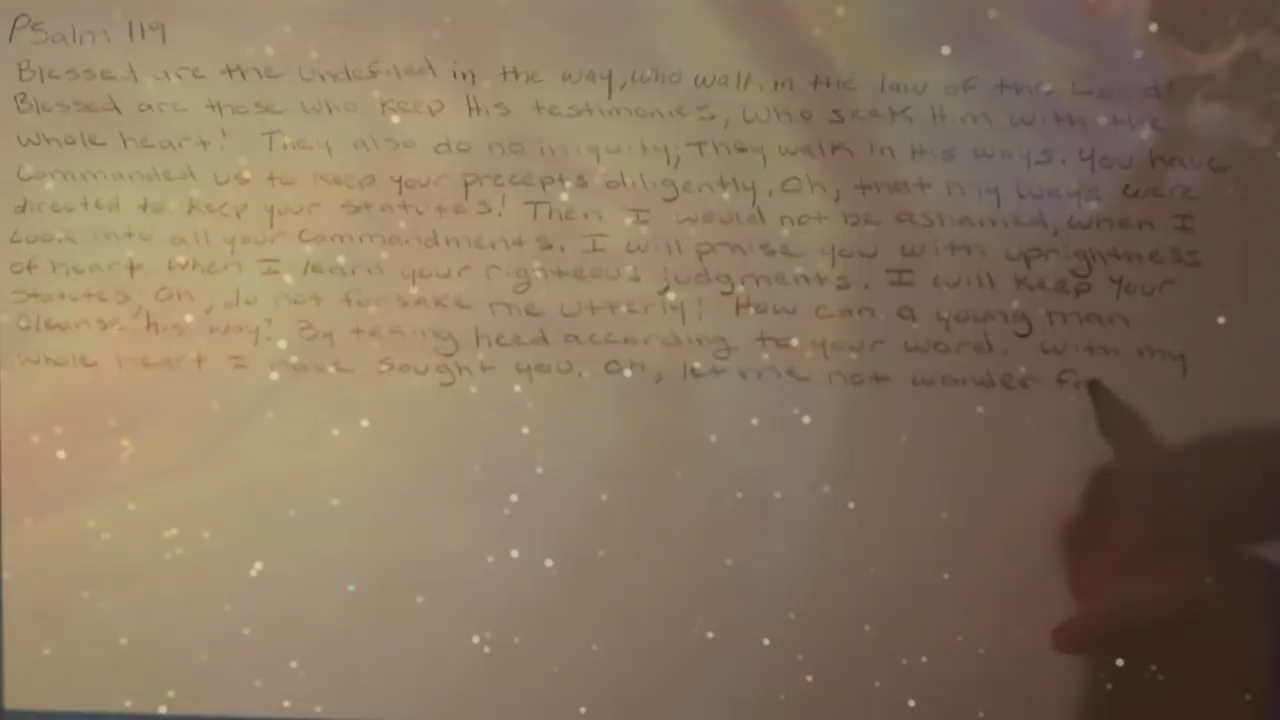 Psalm 119
Blessed are the undefiled in the way, who walk in the law of the Lord!
Blessed are those who keep His testimonies, who seek Him with the
whole heart! They also do no iniquity; They walk in His ways. You have
commanded us to keep your precepts diligently. Oh, that my ways were
directed to keep your statutes! Then I would not be ashamed, when I
Look into all your commandments. I will praise you with uprightness
of heart when I learn your righteous judgments. I will keep Your
statutes; Oh, do not forsake me utterly! How can a young man
Cleanse his way? By taking heed according to your word. With my
whole heart I have sought you. Oh, let me not wander fr